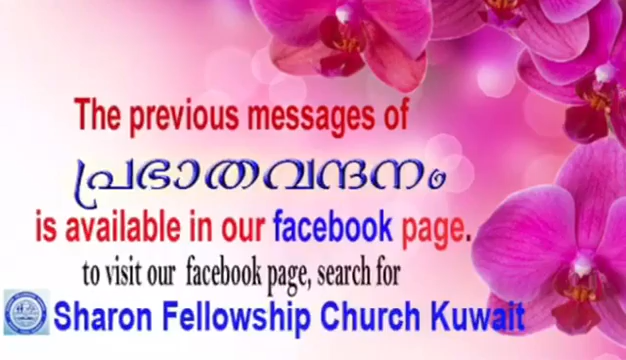 The previous messages of
പ്രഭാതവന്ദനം
is available in our facebook page.
to visit our facebook page, search for
Sharon Fellowship Church Kuwait